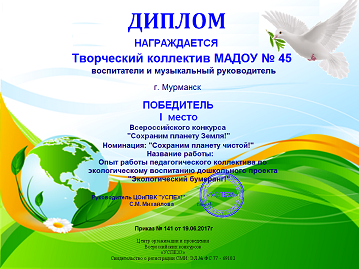 ДИПЛОМ
НАГРАЖДАЕТСЯ
Творческий коллектив МАДОУ № 45
воспитатели и музыкальный руководитель
г. Мурманск
ПОБЕДИТЕЛЬ
I место
Всероссийского конкурса
"Сохраним планету Земля!"
Номинация: "Сохраним планету чистой!"
Название работы:
Опыт работы педагогического коллектива по
экологическому воспитанию дошкольного проекта
"Экологический бумеранг!"
Руководитель ЦОиПВК "УСПЕХ!"
С.М. Михайлова
Приказ № 141 от 19.06.2017г
Центр организации и проведения
Всероссийских конкурсов
«УСПЕХ!»
Свидетельство о регистрации СМИ: ЭЛ № ФС 77 -